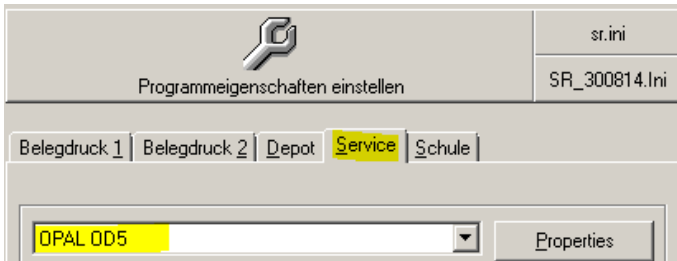 sr.ini
Programmeigenschaften einstellen
SR_300814.Ini
Belegdruck 1 Belegdruck 2 Depot Service Schule
OPAL OD5 Properties